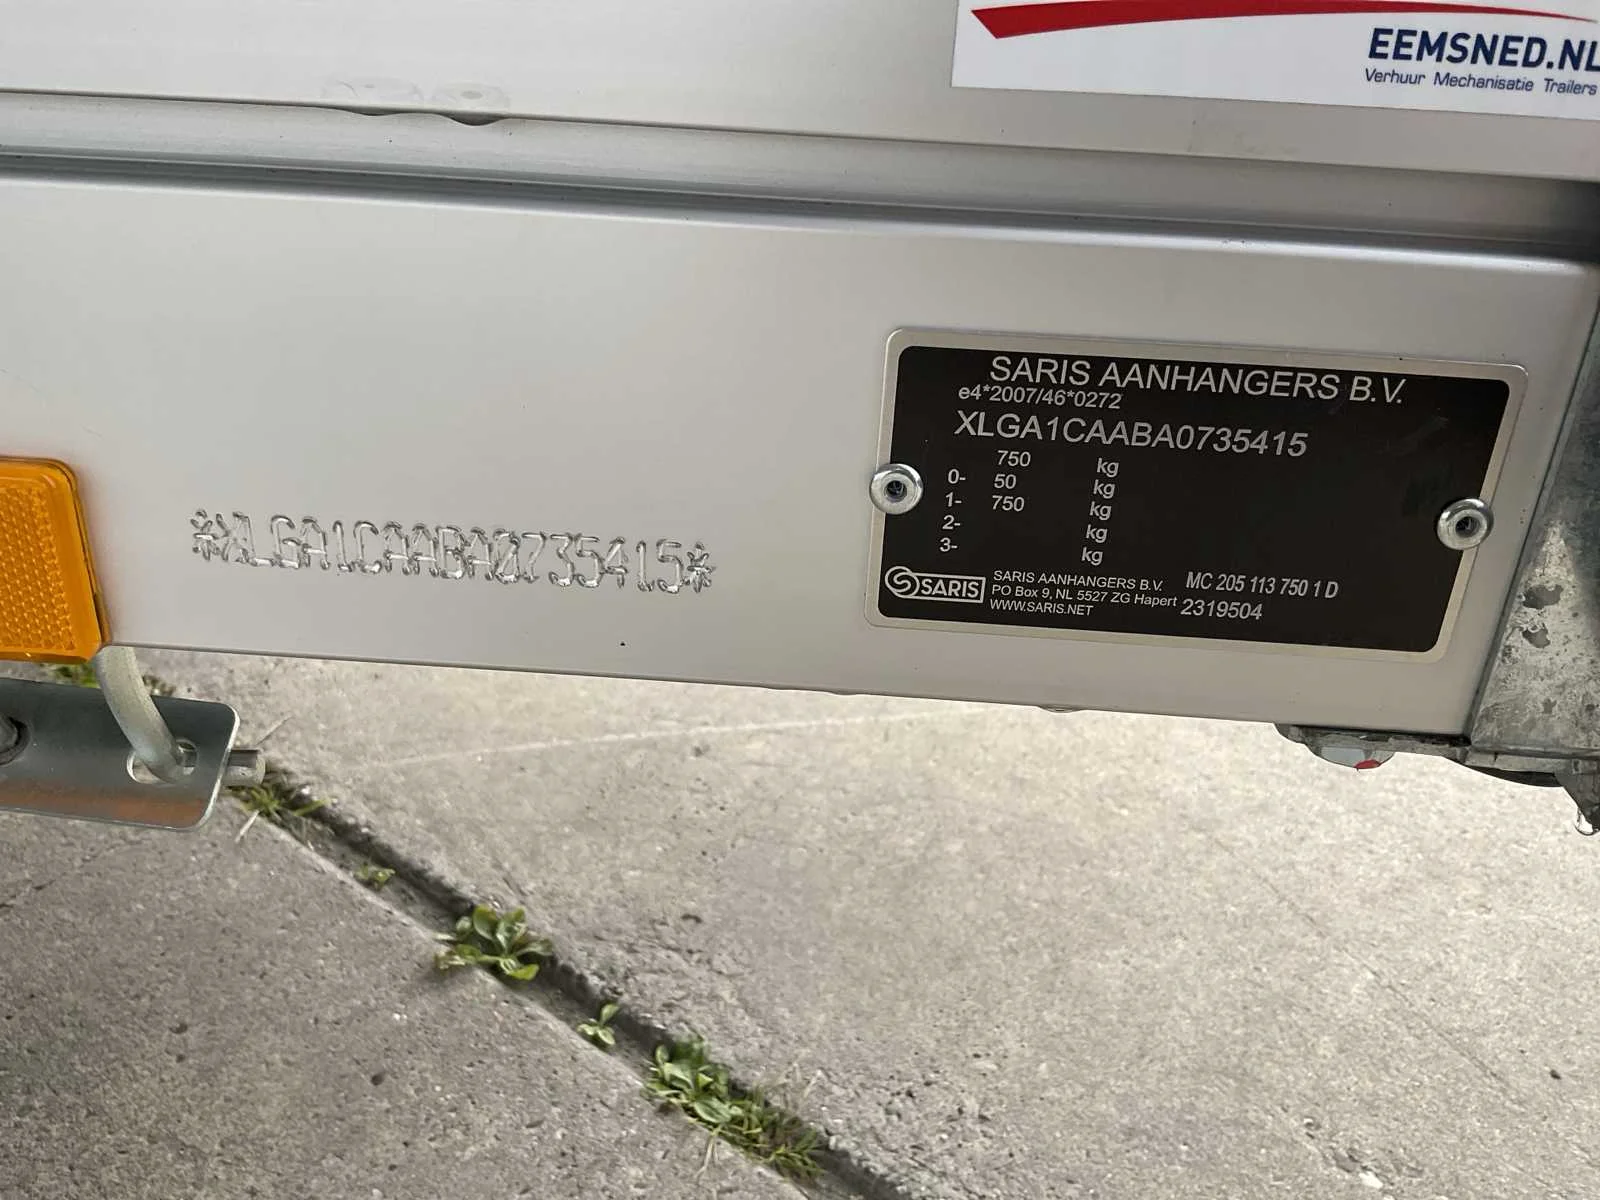 EEMSNED.NL
Verhuur Mechanisatie Trailers
SARIS AANHANGERS B.V.
e4*2007/46*0272
XLGA1CAABA0735415
750 kg
0- 50 kg
1- 750 kg
2- kg
3- kg
SARIS
SARIS AANHANGERS B.V.
PO Box 9, NL 5527 ZG Hapert
WWW.SARIS.NET
MC 205 113 750 1 D
2319504
*XLGA1CAABA0735415*